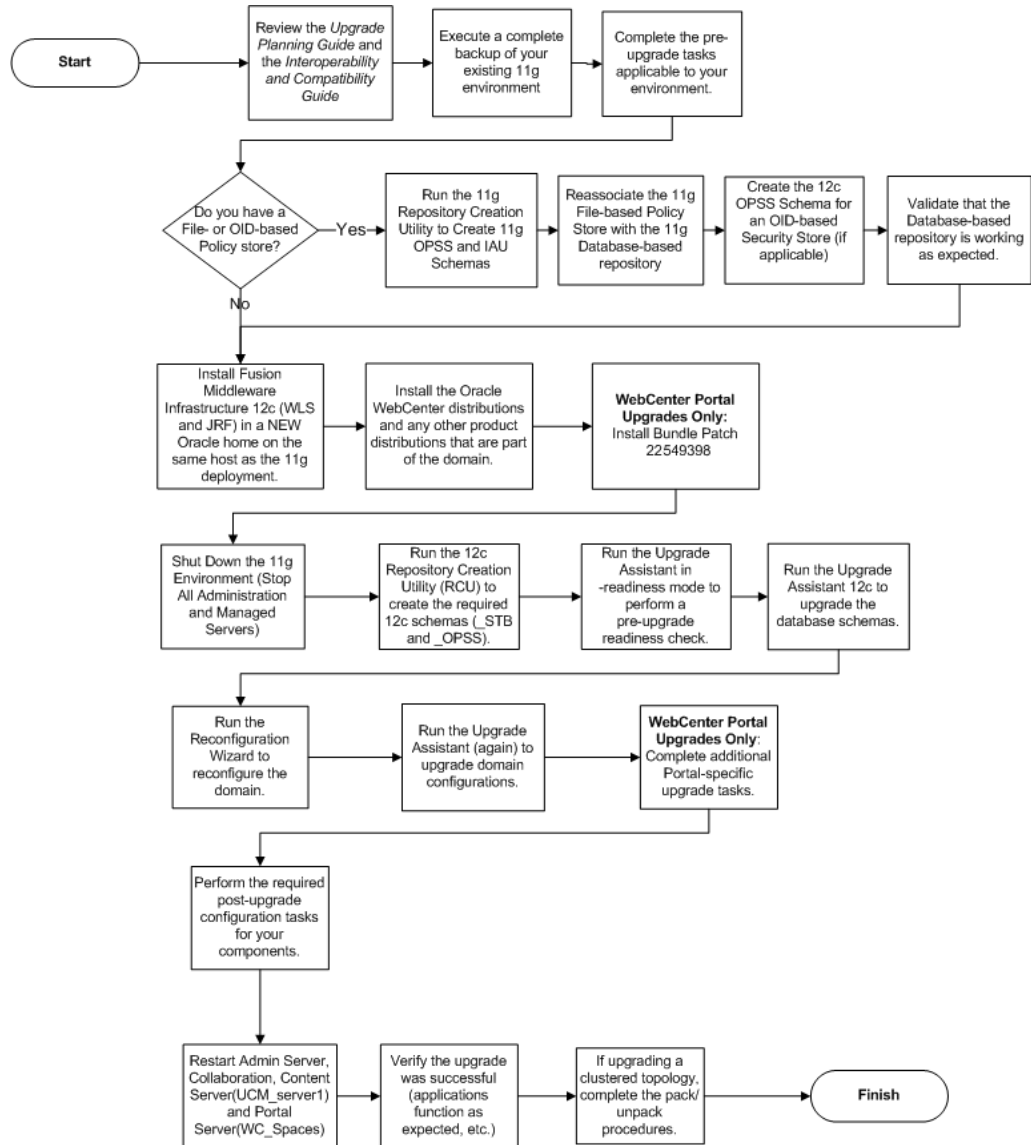 Start
Review the Upgrade
Planning Guide and
the Interoperability
and Compatibility
Guide
Execute a complete
backup of your
existing 11g
environment
Complete the pre-
upgrade tasks
applicable to your
environment.
Do you have a
File- or OID-based
Policy store?
Yes
Run the 11g
Repository Creation
Utility to Create 11g
OPSS and IAU
Schemas
Reassociate the 11g
File-based Policy
Store with the 11g
Database-based
repository
Create the 12c
OPSS Schema for
an OID-based
Security Store (if
applicable)
Validate that the
Database-based
repository is working
as expected.
No
Install Fusion
Middleware
Infrastructure 12c (WLS
and JRF) in a NEW
Oracle home on the
same host as the 11g
deployment.
Install the Oracle
WebCenter distributions
and any other product
distributions that are part
of the domain.
WebCenter Portal
Upgrades Only:
Install Bundle Patch
22549398
Shut Down the 11g
Environment (Stop
All Administration
and Managed
Servers)
Run the 12c
Repository Creation
Utility (RCU) to
create the required
12c schemas (_STB
and _OPSS).
Run the Upgrade
Assistant in
-readiness mode to
perform a
pre-upgrade
readiness check.
Run the Upgrade
Assistant 12c to
upgrade the
database schemas.
Run the
Reconfiguration
Wizard to
reconfigure the
domain.
Run the Upgrade
Assistant (again) to
upgrade domain
configurations.
WebCenter Portal
Upgrades Only:
Complete additional
Portal-specific
upgrade tasks.
Perform the required
post-upgrade
configuration tasks
for your
components.
Restart Admin Server,
Collaboration, Content
Server(UCM_server1)
and Portal
Server(WC_Spaces)
Verify the upgrade
was successful
(applications
function as
expected, etc.)
If upgrading a
clustered topology,
complete the pack/
unpack
procedures.
Finish